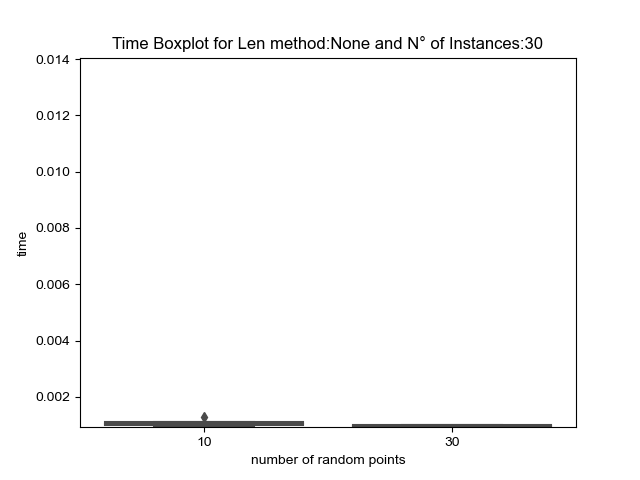 Time Boxplot for Len method:None and N° of Instances:30
0.014
0.012
0.010
0.008
0.006
0.004
0.002
time
10 30
number of random points